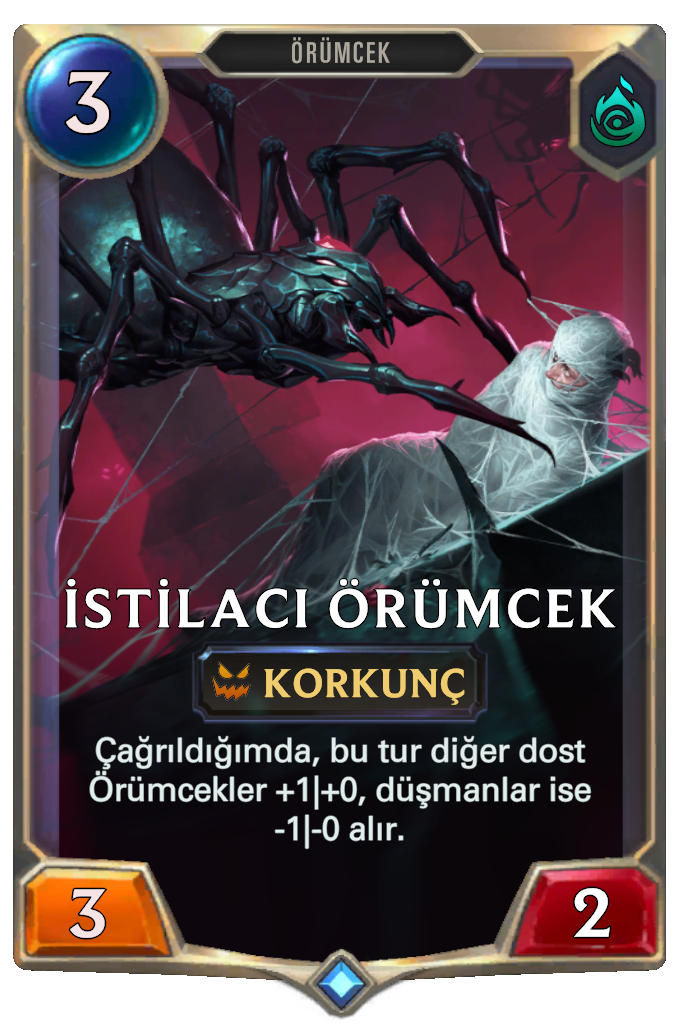 3
ÖRÜMCEK
İSTİLACI ÖRÜMCEK
KORKUNÇ
Çağrıldığımda, bu tur diğer dost
Örümcekler +1|+0, düşmanlar ise
-1|-0 alır.
3
2